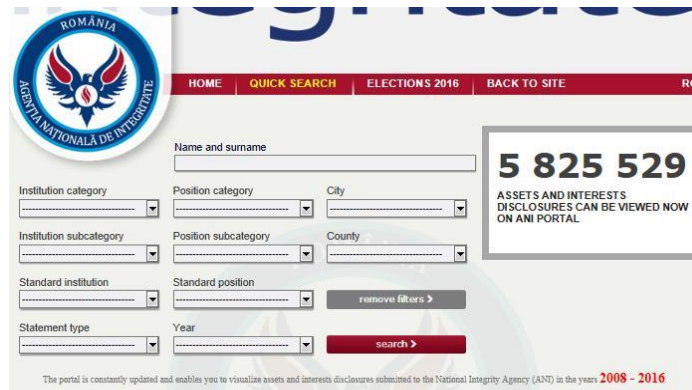 Integritate
ROMÂNIA
AGENȚIA NAȚIONALĂ DE INTEGRITATE
HOME
QUICK SEARCH
ELECTIONS 2016
BACK TO SITE
Name and surname
Institution category
Position category
City
Institution subcategory
Position subcategory
County
Standard institution
Standard position
remove filters
Statement type
Year
search
5 825 529
ASSETS AND INTERESTS
DISCLOSURES CAN BE VIEWED NOW
ON ANI PORTAL
The portal is constantly updated and enables you to visualize assets and interests disclosures submitted to the National Integrity Agency (ANI) in the years 2008 - 2016.